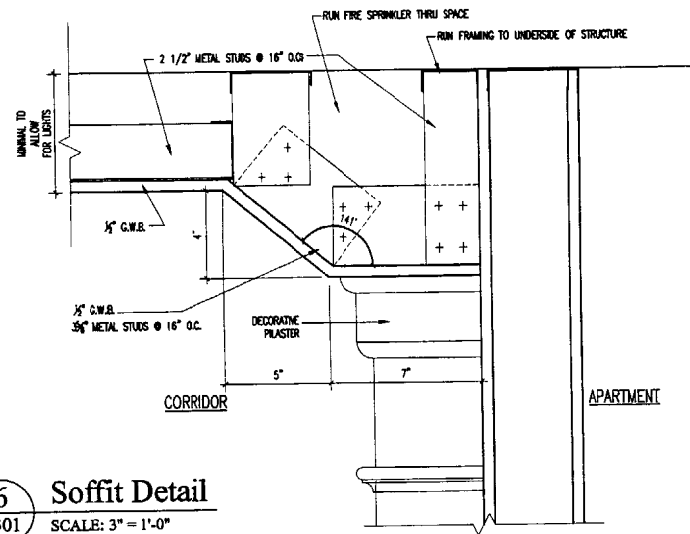 RUN FIRE SPRINKLER THRU SPACE
2 1/2" METAL STUDS @ 16" O.C.
RUN FRAMING TO UNDERSIDE OF STRUCTURE
MINIMAL TO
ALLOW
FOR LIGHTS
½" G.W.B.
4"
141°
½" G.W.B.
3⅝" METAL STUDS @ 16" O.C.
DECORATIVE
PILASTER
5"
7"
CORRIDOR
APARTMENT
6
Soffit Detail
01
SCALE: 3" = 1'-0"